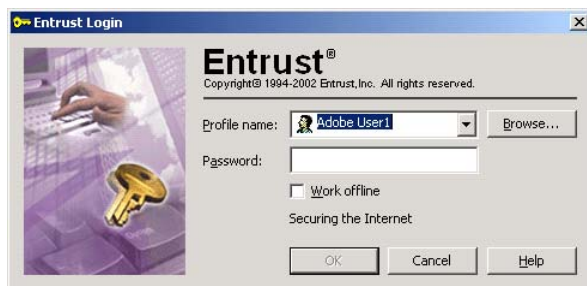 Entrust Login
Entrust®
Copyright© 1994-2002 Entrust, Inc. All rights reserved.
Profile name: Adobe User1 Browse...
Password:
Work offline
Securing the Internet
OK Cancel Help